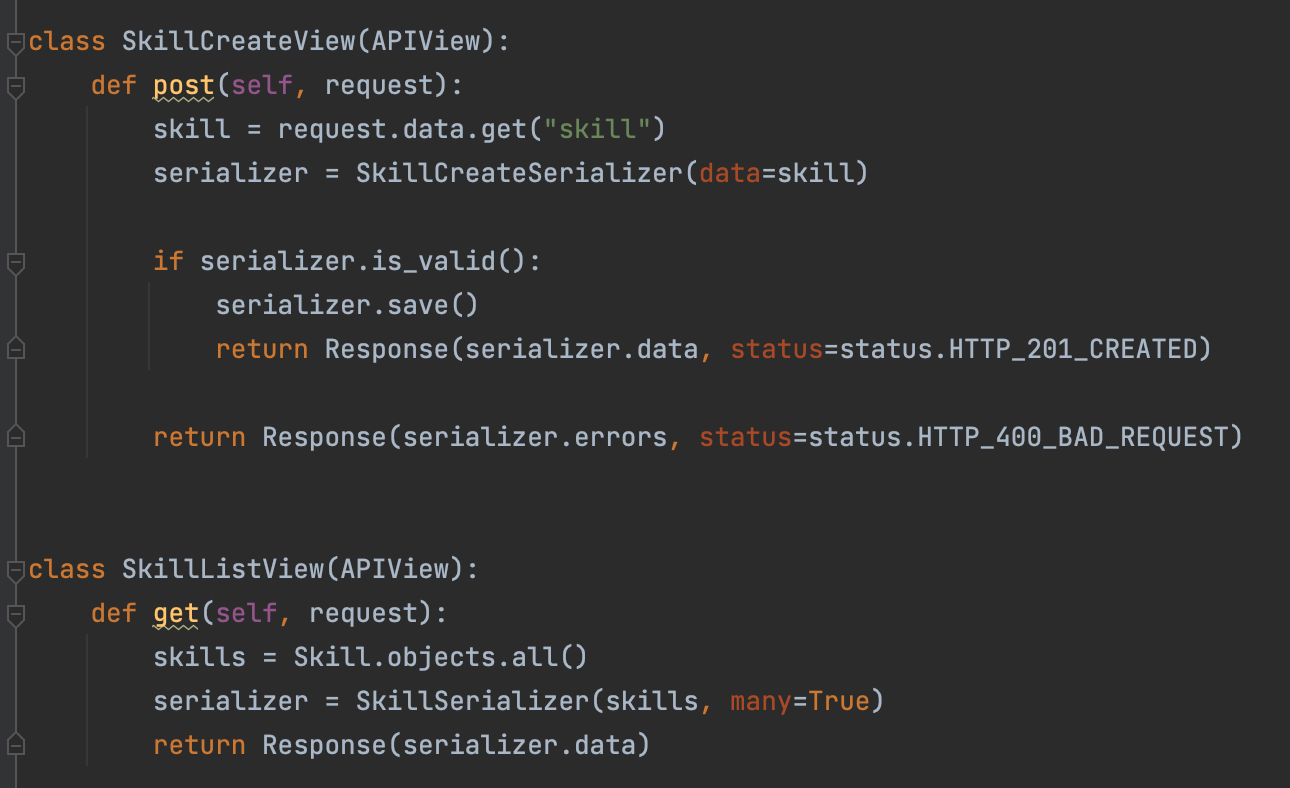 class SkillCreateView(APIView):
    def post(self, request):
        skill = request.data.get("skill")
        serializer = SkillCreateSerializer(data=skill)

        if serializer.is_valid():
            serializer.save()
            return Response(serializer.data, status=status.HTTP_201_CREATED)

        return Response(serializer.errors, status=status.HTTP_400_BAD_REQUEST)


class SkillListView(APIView):
    def get(self, request):
        skills = Skill.objects.all()
        serializer = SkillSerializer(skills, many=True)
        return Response(serializer.data)